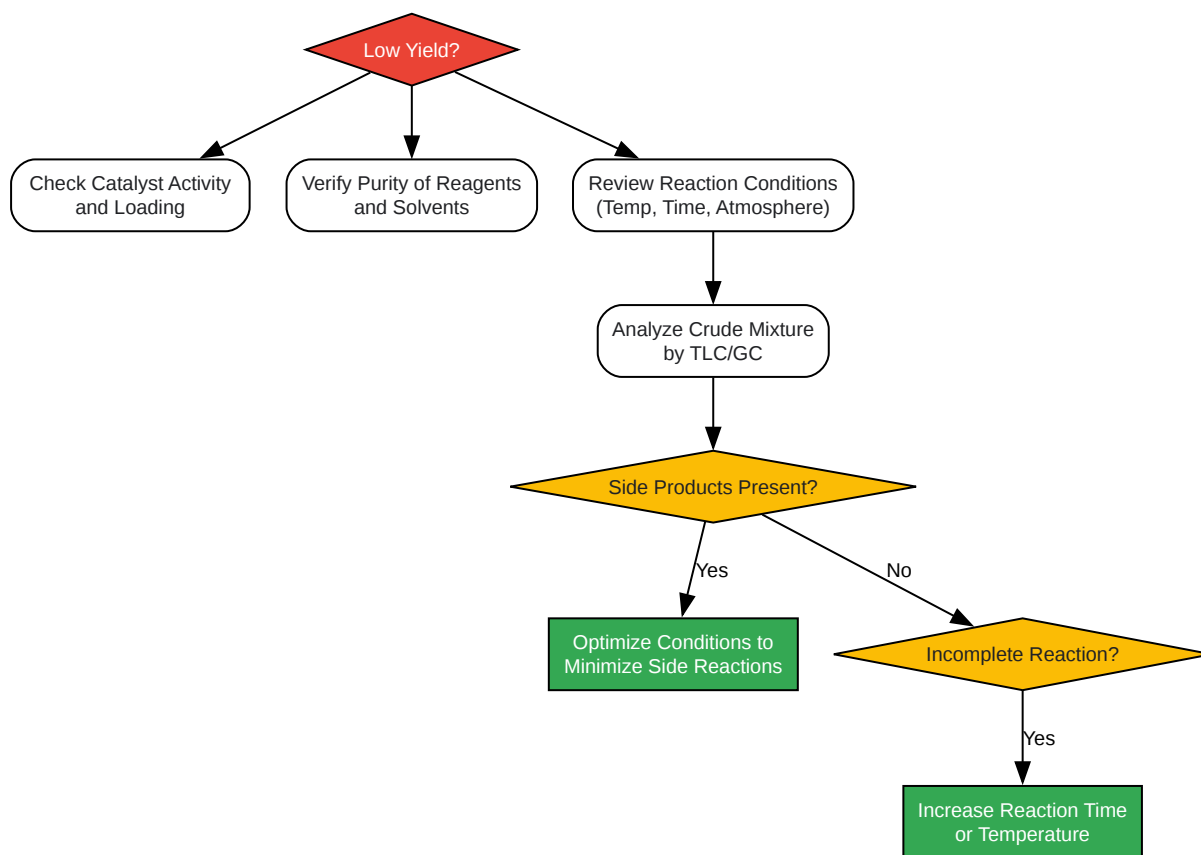 Low Yield?
Check Catalyst Activity
and Loading
Verify Purity of Reagents
and Solvents
Review Reaction Conditions
(Temp, Time, Atmosphere)
Analyze Crude Mixture
by TLC/GC
Side Products Present?
Yes
No
Optimize Conditions to
Minimize Side Reactions
Incomplete Reaction?
Yes
Increase Reaction Time
or Temperature